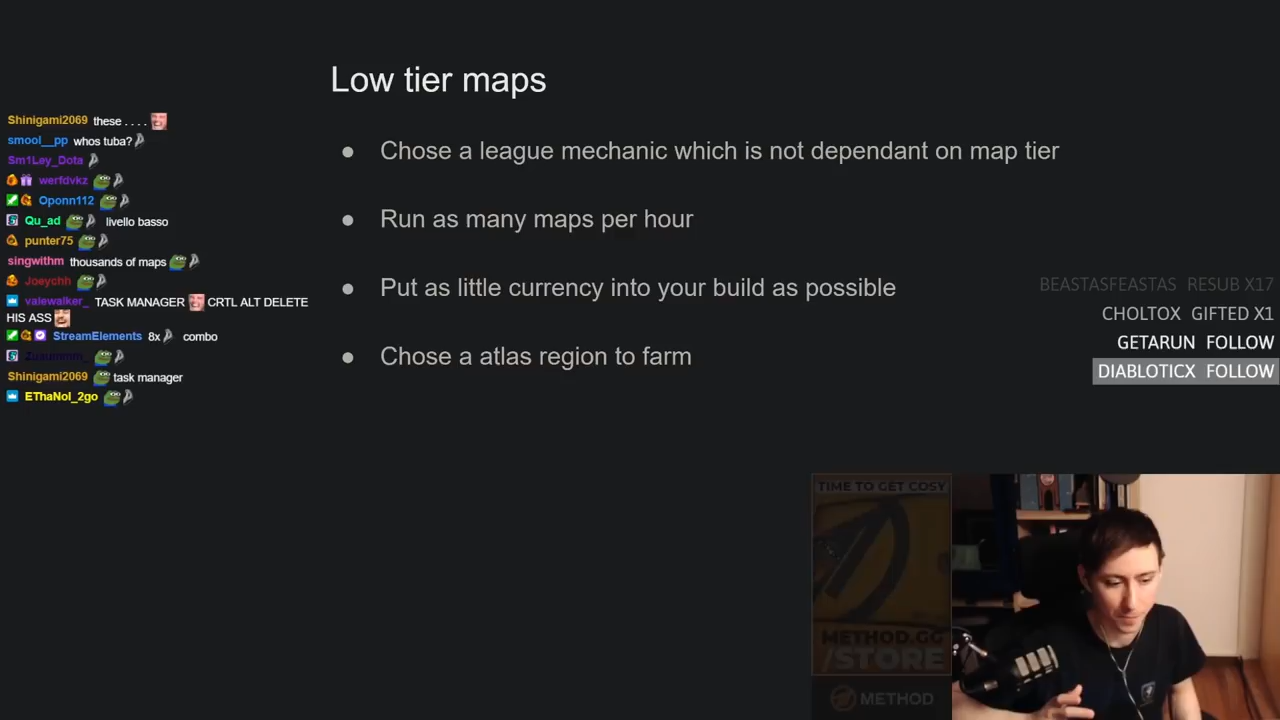 Low tier maps
Shinigami2069 these . . . .
smool__pp whos tuba?
Sm1Ley_Dota
werfdvkz
Oponn112
Qu_ad livello basso
punter75
singwithm thousands of maps
Joeychh
valewalker_ TASK MANAGER CRTL ALT DELETE
HIS ASS
StreamElements 8x combo
Shinigami2069 task manager
EThaNol_2go
● Chose a league mechanic which is not dependant on map tier
● Run as many maps per hour
● Put as little currency into your build as possible
● Chose a atlas region to farm
BEASTASFEASTAS RESUB X17
CHOLTOX GIFTED X1
GETARUN FOLLOW
DIABLOTICX FOLLOW
TIME TO GET COSY
METHOD.GG
/STORE
METHOD